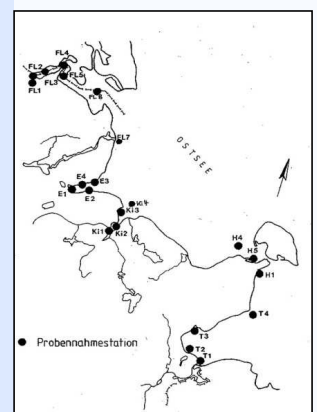 FL4
FL2
FL1
FL3
FL5
FL6
FL7
OSTSEE
E4
E3
E1
E2
Ki4
Ki3
Ki1
Ki2
H4
H5
H1
T4
T3
T2
T1
Probennahmestation